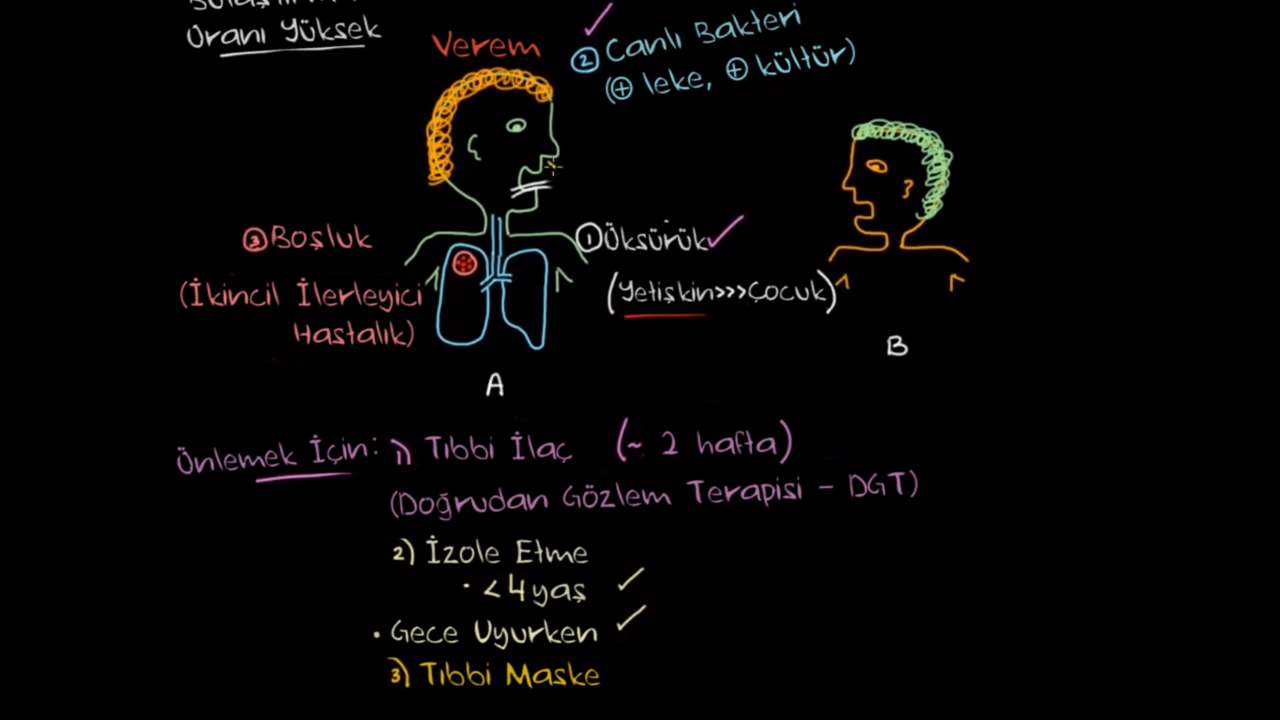 Oranı Yüksek
Verem
② Canlı Bakteri
(⊕ leke, ⊕ kültür)
③ Boşluk
(İkincil İlerleyici
Hastalık)
① Üksürük
(Yetişkin>>>Çocuk)
A
B
Önlemek İçin: 1) Tıbbi İlaç (~ 2 hafta)
(Doğrudan Gözlem Terapisi - DGT)
2) İzole Etme
· <4 yaş
· Gece Uyurken
3) Tıbbi Maske